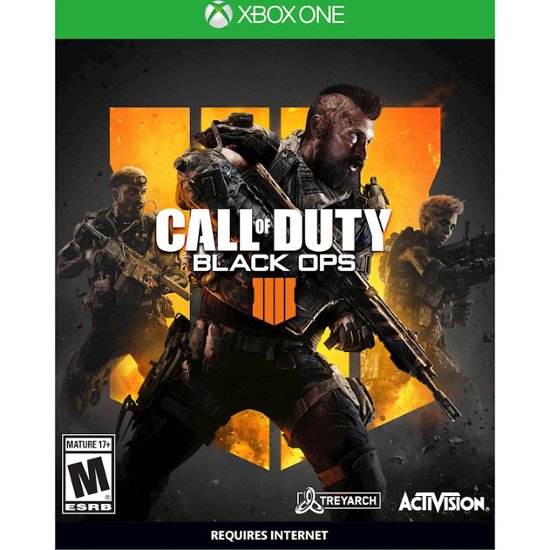 XBOX ONE
CALL OF DUTY
BLACK OPS
IIII
MATURE 17+
M
ESRB
TREYARCH
ACTIVISION
REQUIRES INTERNET